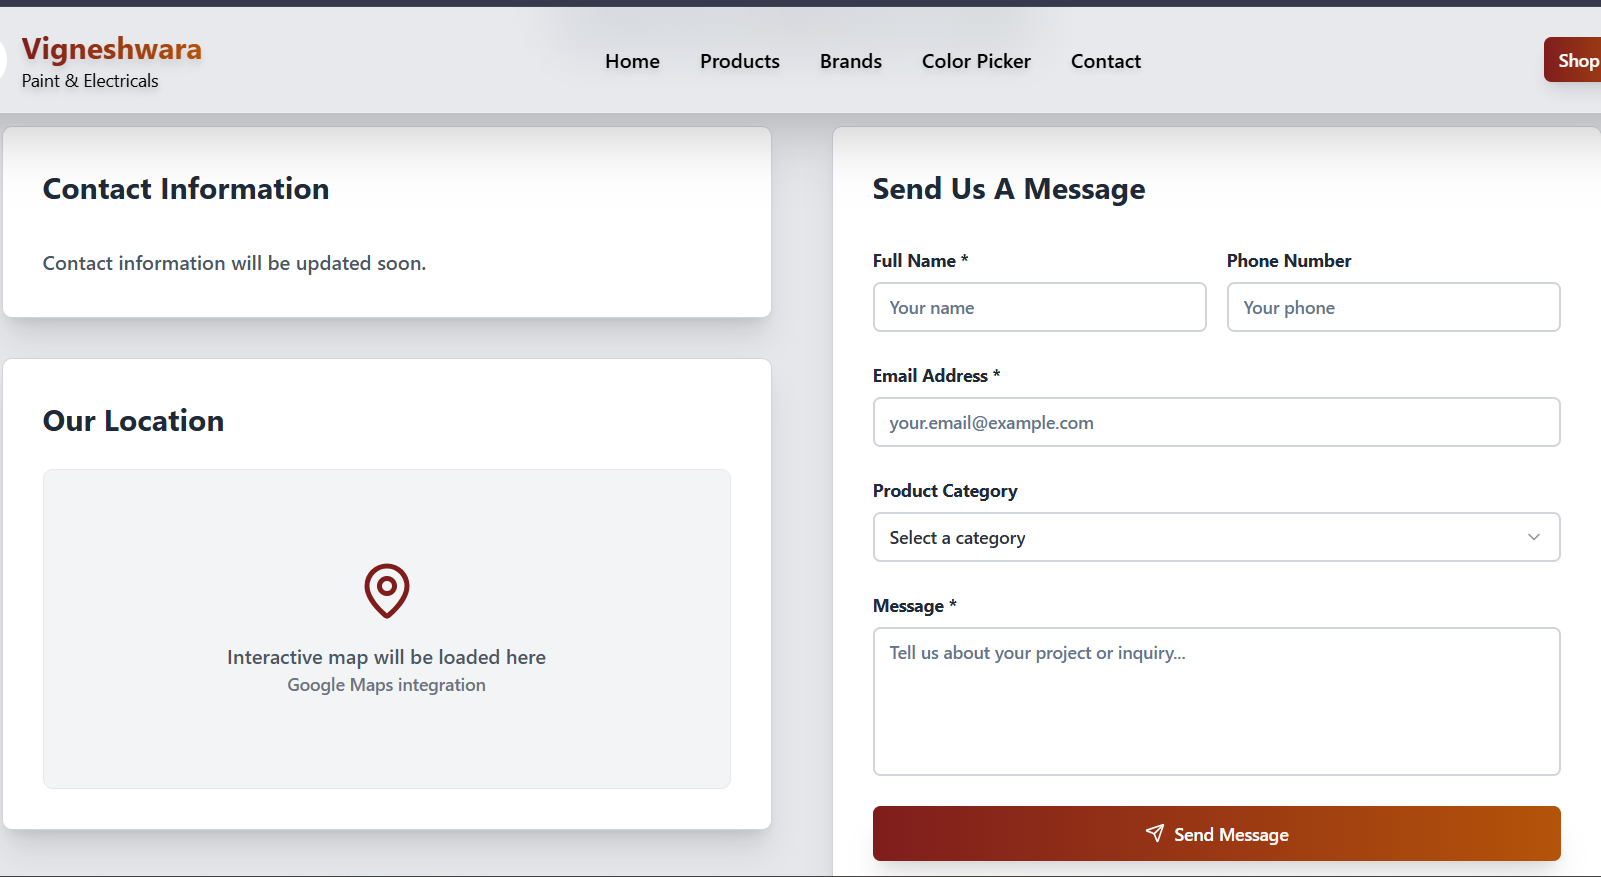 Vigneshwara
Paint & Electricals
Home Products Brands Color Picker Contact
Shop
Contact Information
Contact information will be updated soon.
Our Location
Interactive map will be loaded here
Google Maps integration
Send Us A Message
Full Name * Phone Number
Your name Your phone
Email Address *
your.email@example.com
Product Category
Select a category
Message *
Tell us about your project or inquiry...
Send Message